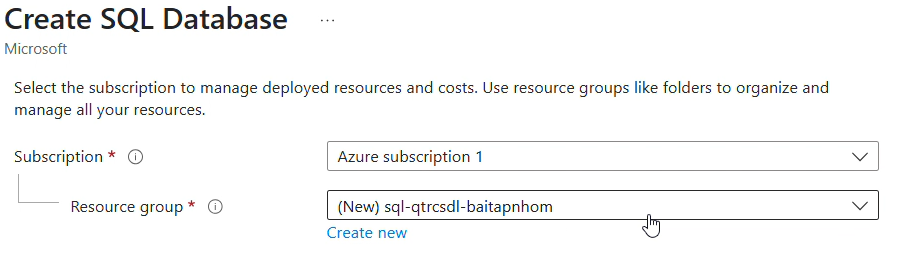 Create SQL Database ...
Microsoft
Select the subscription to manage deployed resources and costs. Use resource groups like folders to organize and
manage all your resources.
Subscription *
Azure subscription 1
Resource group *
(New) sql-qtrcsdl-baitapnhom
Create new